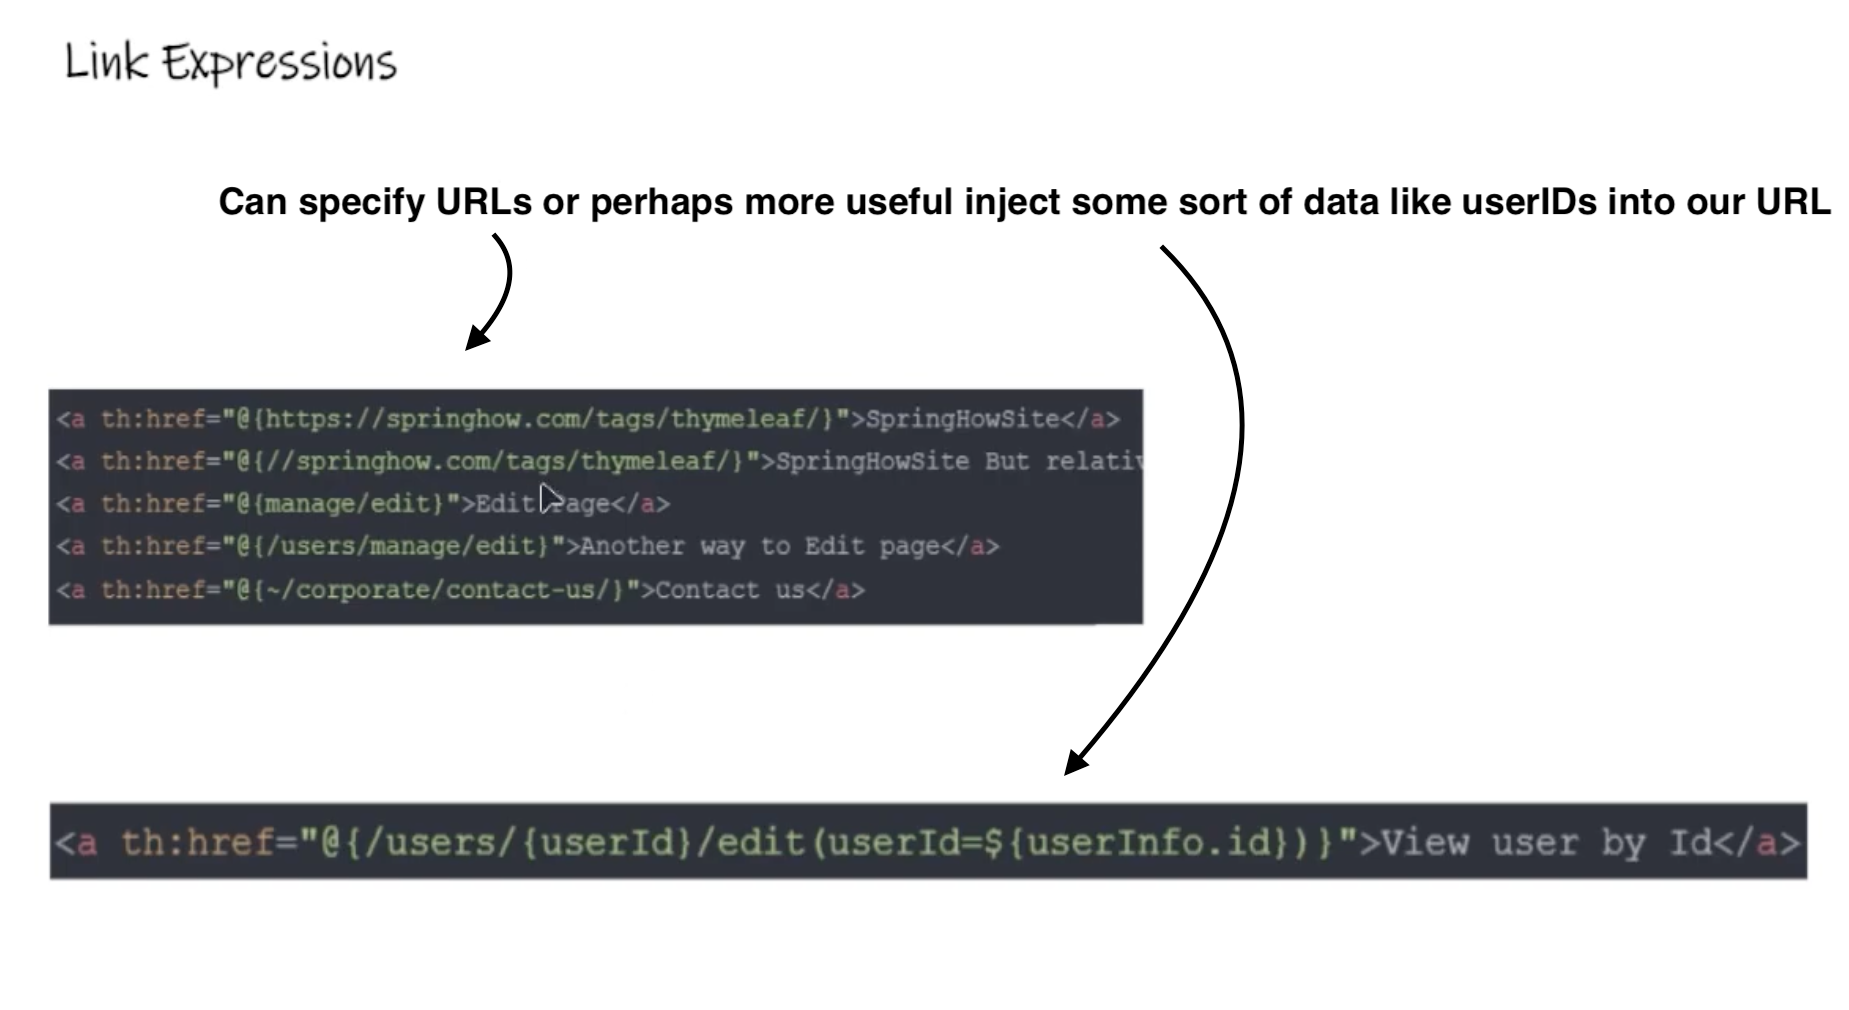 Link Expressions
Can specify URLs or perhaps more useful inject some sort of data like userIDs into our URL
<a th:href="@{https://springhow.com/tags/thymeleaf/}">SpringHowSite</a>
<a th:href="@{//springhow.com/tags/thymeleaf/}">SpringHowSite But relativ
<a th:href="@{manage/edit}">Edit Page</a>
<a th:href="@{/users/manage/edit}">Another way to Edit page</a>
<a th:href="@{~/corporate/contact-us/}">Contact us</a>
<a th:href="@{/users/{userId}/edit(userId=${userInfo.id})}">View user by Id</a>